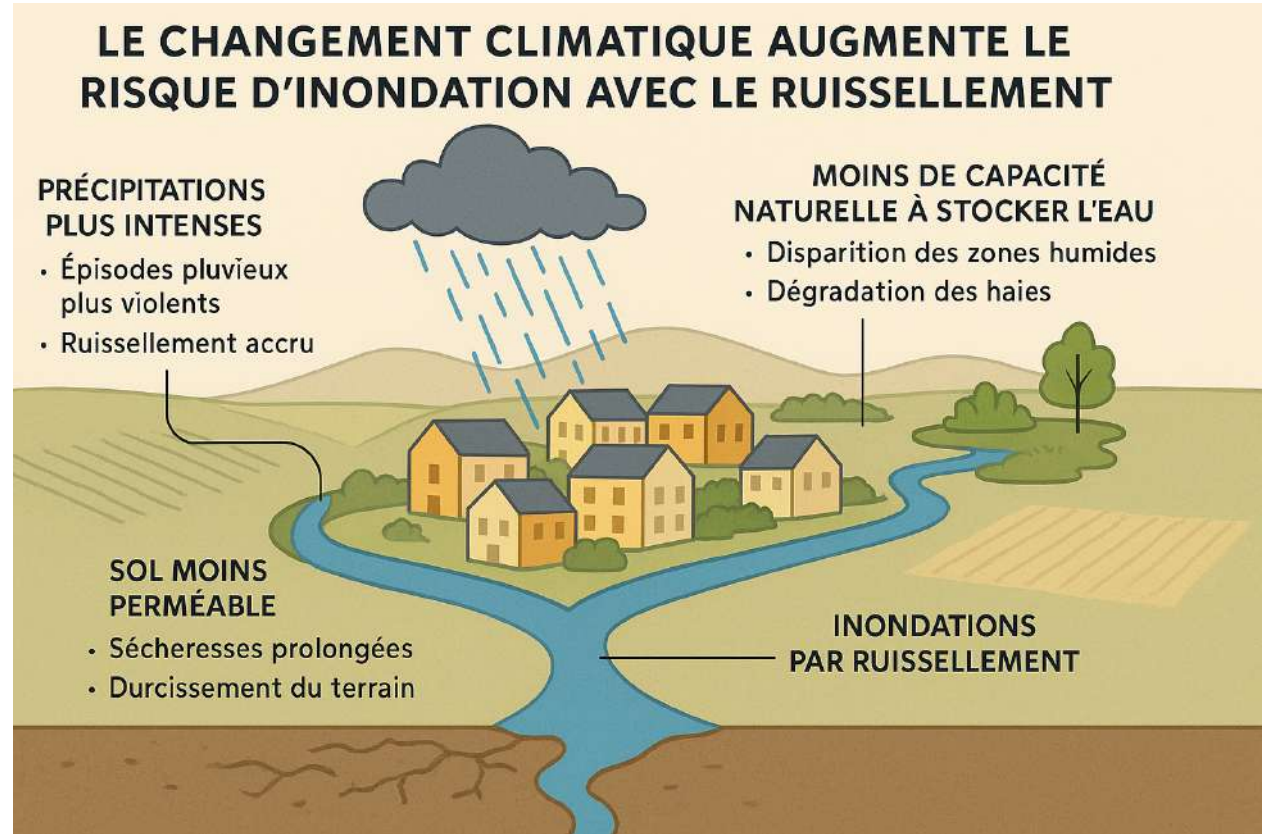 LE CHANGEMENT CLIMATIQUE AUGMENTE LE
RISQUE D'INONDATION AVEC LE RUISSELLEMENT
PRÉCIPITATIONS
PLUS INTENSES
· Épisodes pluvieux
plus violents
· Ruissellement accru
MOINS DE CAPACITÉ
NATURELLE À STOCKER L'EAU
· Disparition des zones humides
· Dégradation des haies
SOL MOINS
PERMÉABLE
· Sécheresses prolongées
· Durcissement du terrain
INONDATIONS
PAR RUISSELLEMENT